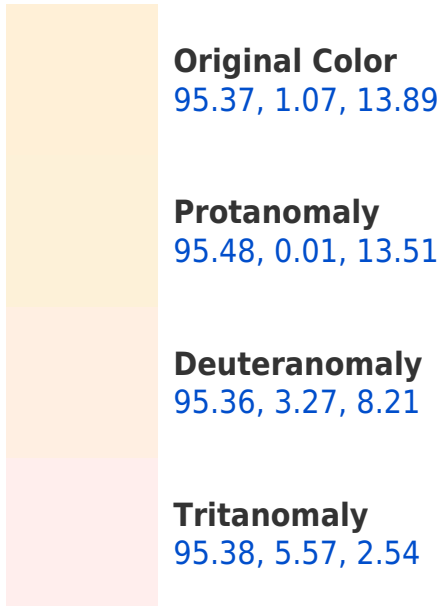 Original Color
95.37, 1.07, 13.89
Protanomaly
95.48, 0.01, 13.51
Deuteranomaly
95.36, 3.27, 8.21
Tritanomaly
95.38, 5.57, 2.54